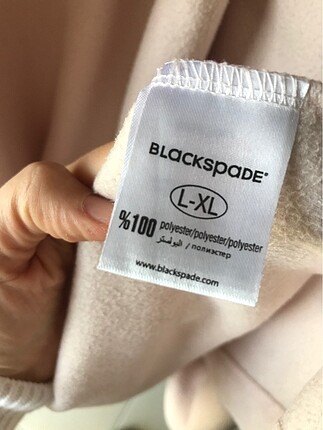 BLACKSPADE®
L-XL
%100 polyester/polyester/polyester
البوليستر / полиэстер
www.blackspade.com